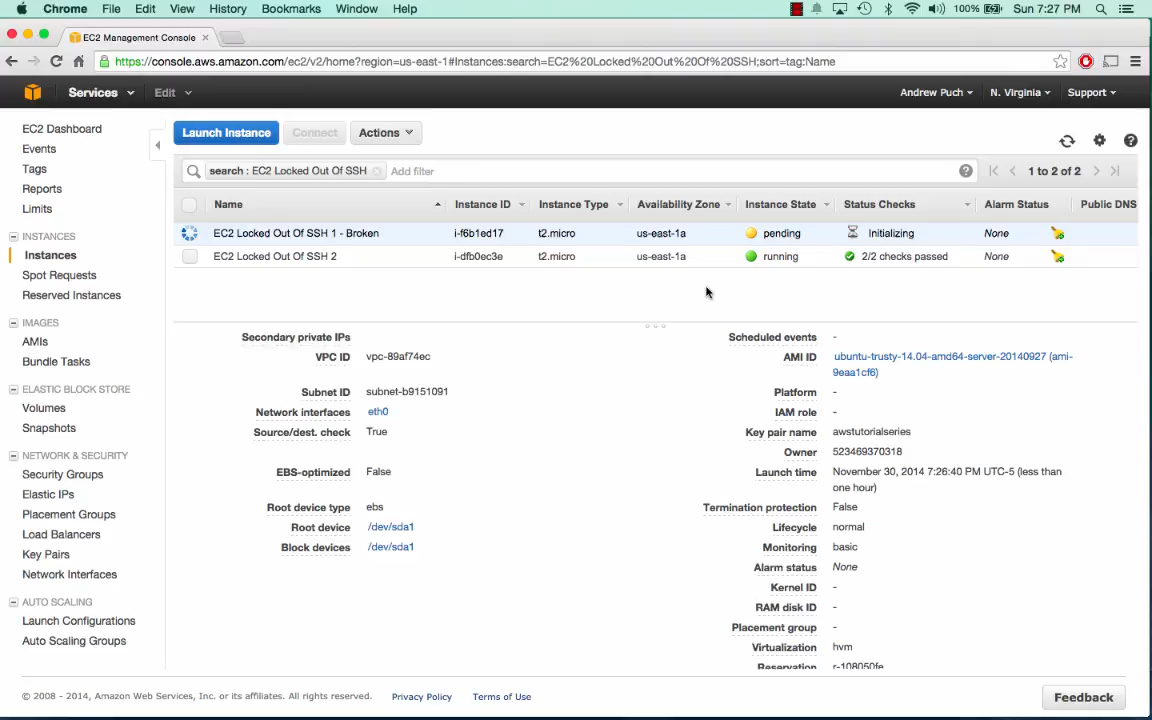 Chrome File Edit View History Bookmarks Window Help 100% Sun 7:27 PM
EC2 Management Console
https://console.aws.amazon.com/ec2/v2/home?region=us-east-1#Instances:search=EC2%20Locked%20Out%20Of%20SSH;sort=tag:Name
Services Edit Andrew Puch N. Virginia Support
EC2 Dashboard
Events
Tags
Reports
Limits
INSTANCES
Instances
Spot Requests
Reserved Instances
IMAGES
AMIs
Bundle Tasks
ELASTIC BLOCK STORE
Volumes
Snapshots
NETWORK & SECURITY
Security Groups
Elastic IPs
Placement Groups
Load Balancers
Key Pairs
Network Interfaces
AUTO SCALING
Launch Configurations
Auto Scaling Groups
Launch Instance Connect Actions
search : EC2 Locked Out Of SSH Add filter 1 to 2 of 2
Name Instance ID Instance Type Availability Zone Instance State Status Checks Alarm Status Public DNS
EC2 Locked Out Of SSH 1 - Broken i-f6b1ed17 t2.micro us-east-1a pending Initializing None
EC2 Locked Out Of SSH 2 i-dfb0ec3e t2.micro us-east-1a running 2/2 checks passed None
Secondary private IPs
VPC ID vpc-89af74ec
Subnet ID subnet-b9151091
Network interfaces eth0
Source/dest. check True
EBS-optimized False
Root device type ebs
Root device /dev/sda1
Block devices /dev/sda1
Scheduled events -
AMI ID ubuntu-trusty-14.04-amd64-server-20140927 (ami-
9eaa1cf6)
Platform -
IAM role -
Key pair name awstutorialseries
Owner 523469370318
Launch time November 30, 2014 7:26:40 PM UTC-5 (less than
one hour)
Termination protection False
Lifecycle normal
Monitoring basic
Alarm status None
Kernel ID -
RAM disk ID -
Placement group -
Virtualization hvm
Reservation r-108050fe
© 2008 - 2014, Amazon Web Services, Inc. or its affiliates. All rights reserved. Privacy Policy Terms of Use Feedback